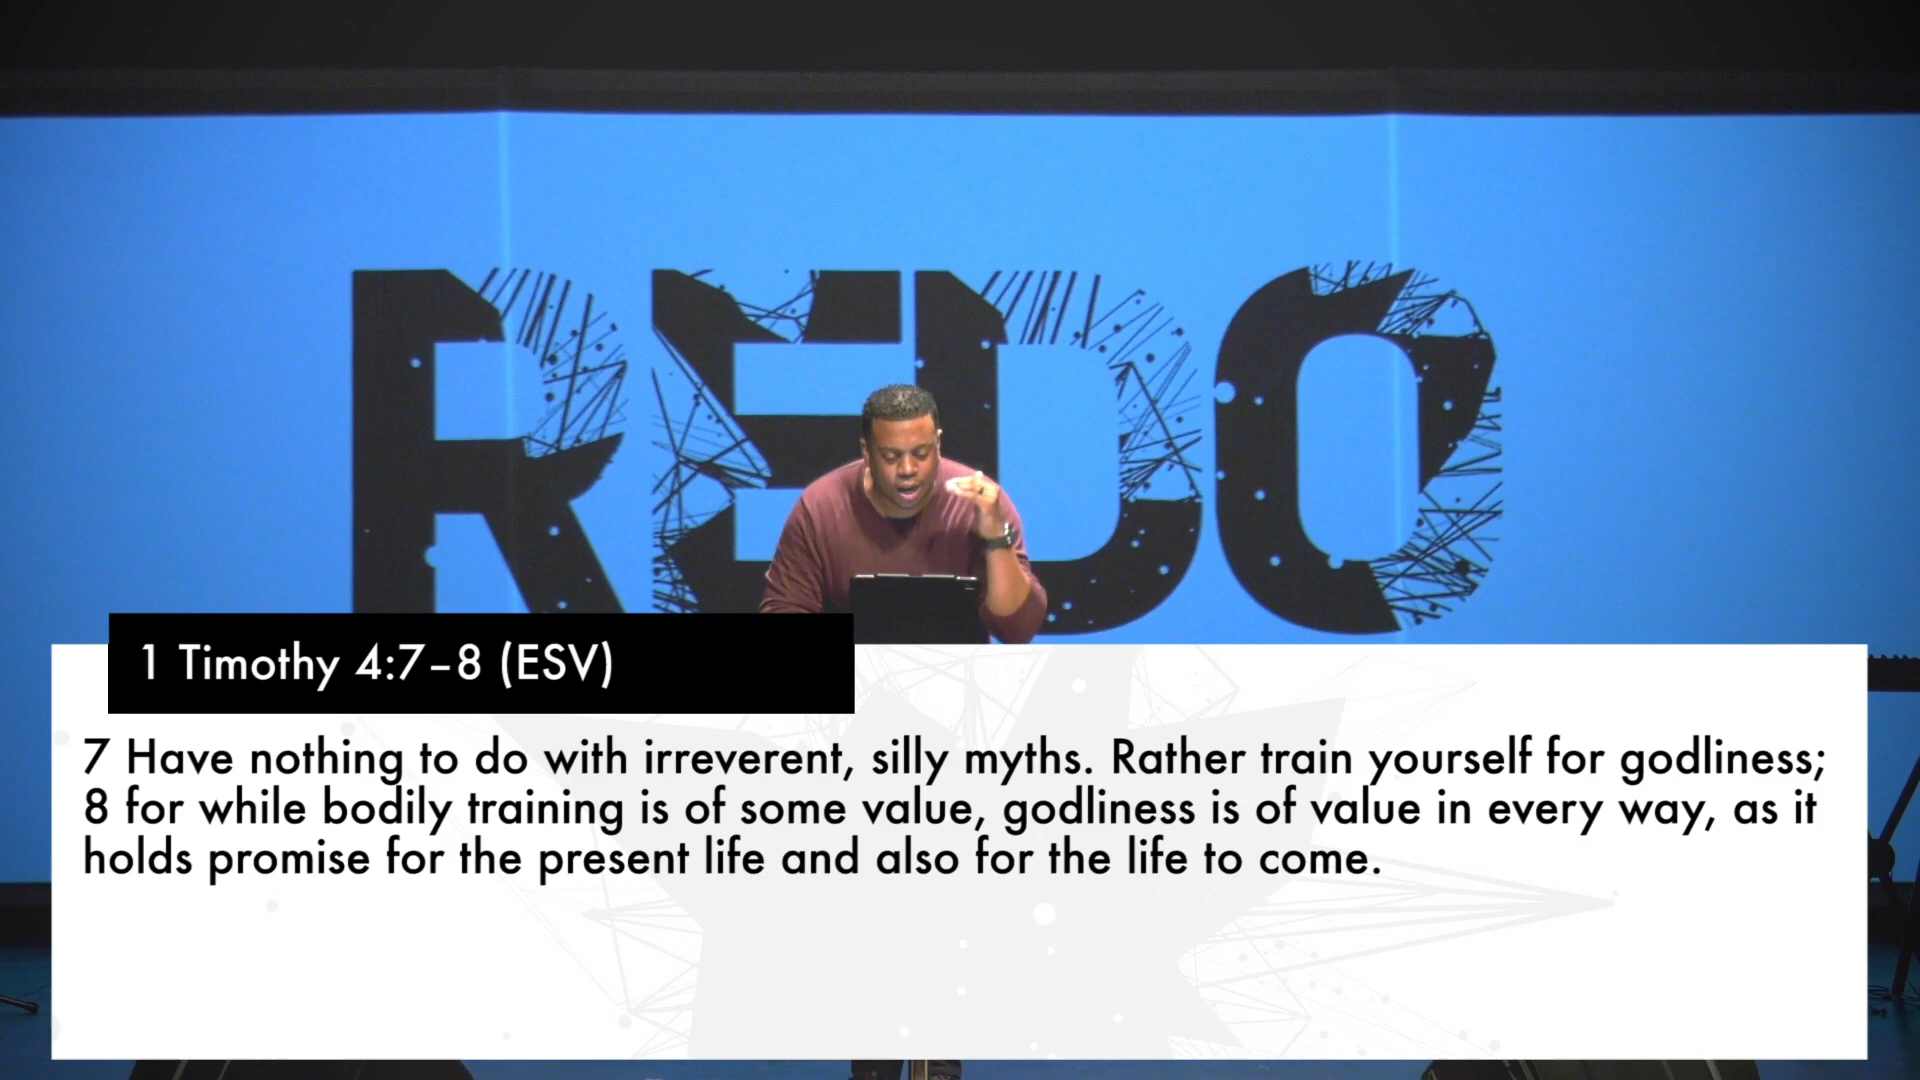 REDO
1 Timothy 4:7–8 (ESV)
7 Have nothing to do with irreverent, silly myths. Rather train yourself for godliness;
8 for while bodily training is of some value, godliness is of value in every way, as it
holds promise for the present life and also for the life to come.